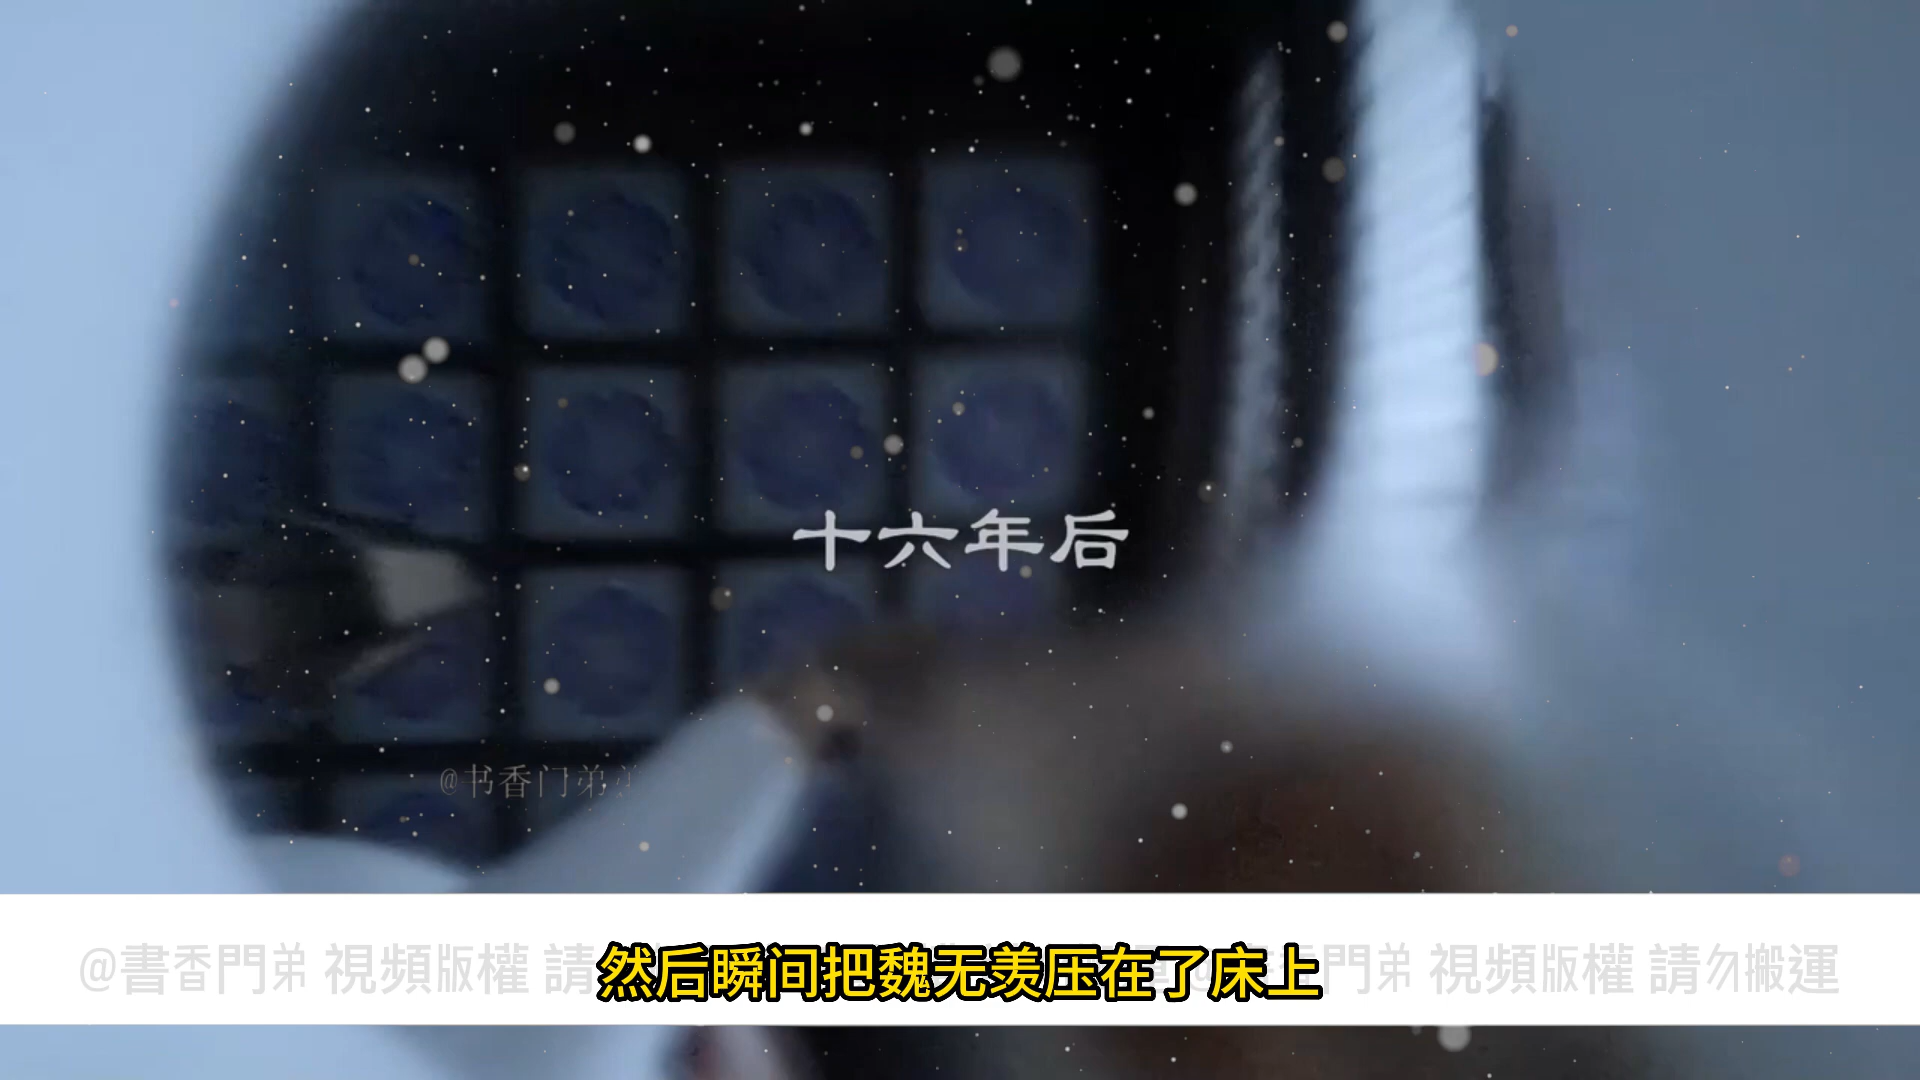 十六年后
@书香门弟
@書香門弟 視頻版權 請
然后瞬间把魏无羡压在了床上
門弟 視頻版權 請勿搬運